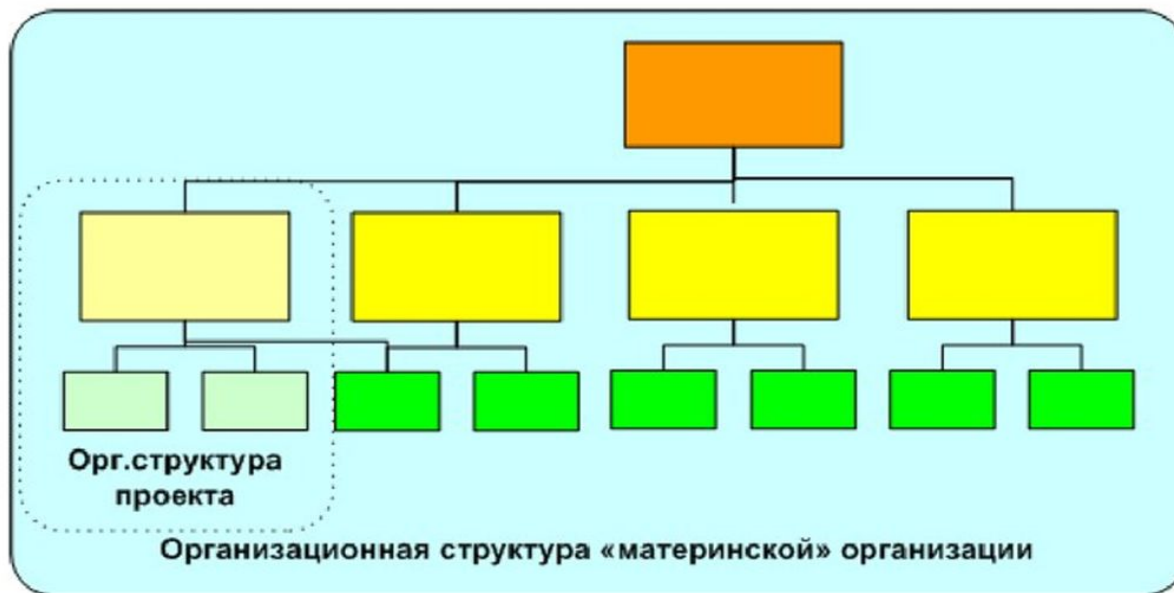 Орг.структура
проекта
Организационная структура «материнской» организации